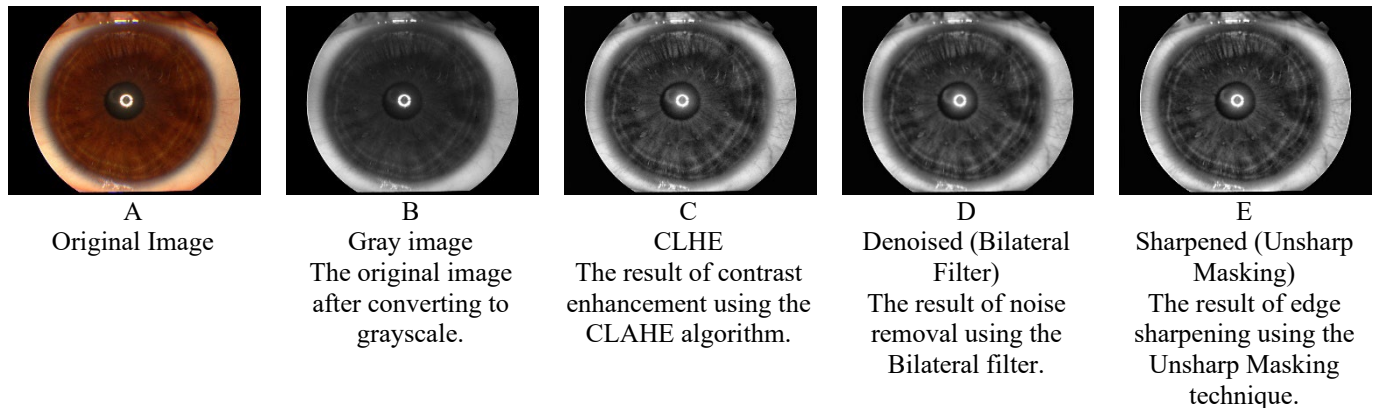 A
Original Image
B
Gray image
The original image
after converting to
grayscale.
C
CLHE
The result of contrast
enhancement using the
CLAHE algorithm.
D
Denoised (Bilateral
Filter)
The result of noise
removal using the
Bilateral filter.
E
Sharpened (Unsharp
Masking)
The result of edge
sharpening using the
Unsharp Masking
technique.